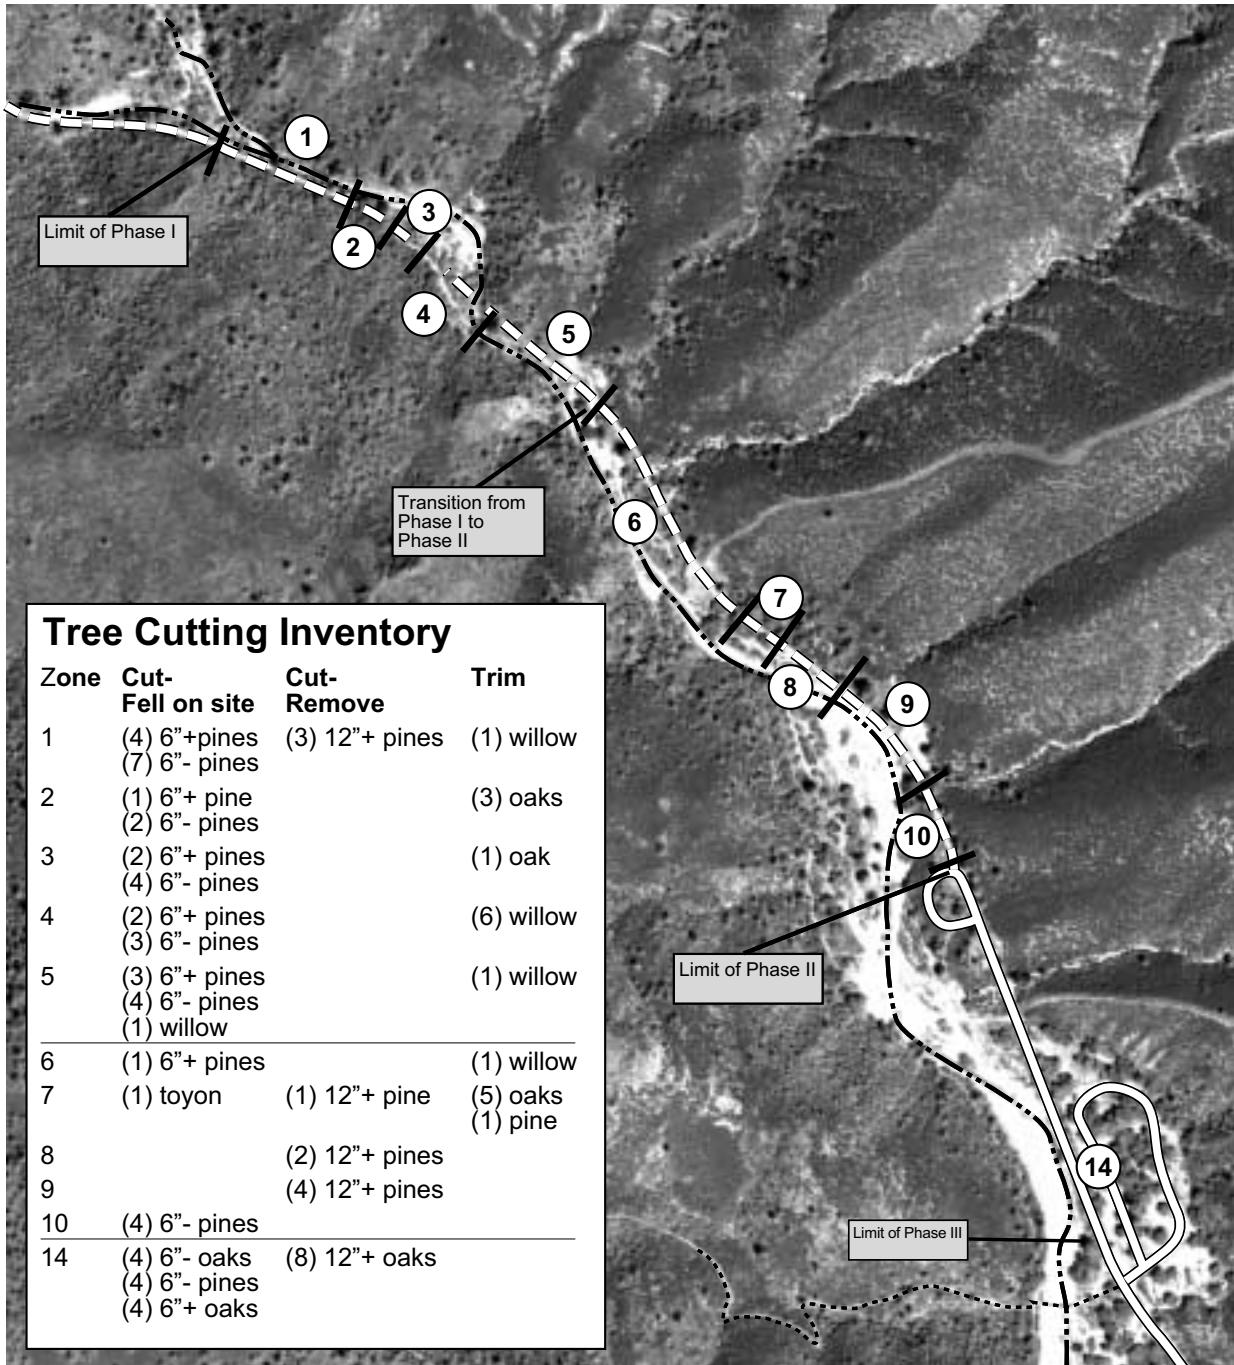 1
2
3
Limit of Phase I
4
5
Transition from
Phase I to
Phase II
6
7
8
9
10
Limit of Phase II
14
Limit of Phase III
Tree Cutting Inventory
Zone Cut- Cut- Trim
Fell on site Remove
1 (4) 6”+pines (3) 12”+ pines (1) willow
(7) 6”- pines
2 (1) 6”+ pine (3) oaks
(2) 6”- pines
3 (2) 6”+ pines (1) oak
(4) 6”- pines
4 (2) 6”+ pines (6) willow
(3) 6”- pines
5 (3) 6”+ pines (1) willow
(4) 6”- pines
(1) willow
6 (1) 6”+ pines (1) willow
7 (1) toyon (1) 12”+ pine (5) oaks
(1) pine
8 (2) 12”+ pines
9 (4) 12”+ pines
10 (4) 6”- pines
14 (4) 6”- oaks (8) 12”+ oaks
(4) 6”- pines
(4) 6”+ oaks